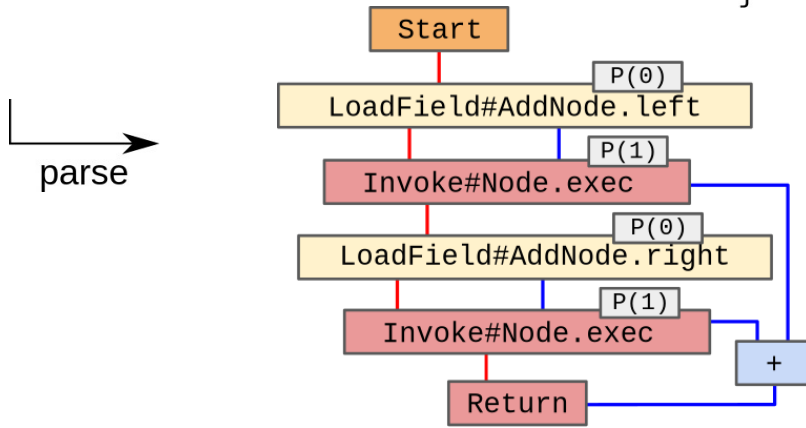 Start
P(0)
LoadField#AddNode.left
parse
P(1)
Invoke#Node.exec
P(0)
LoadField#AddNode.right
P(1)
Invoke#Node.exec
+
Return